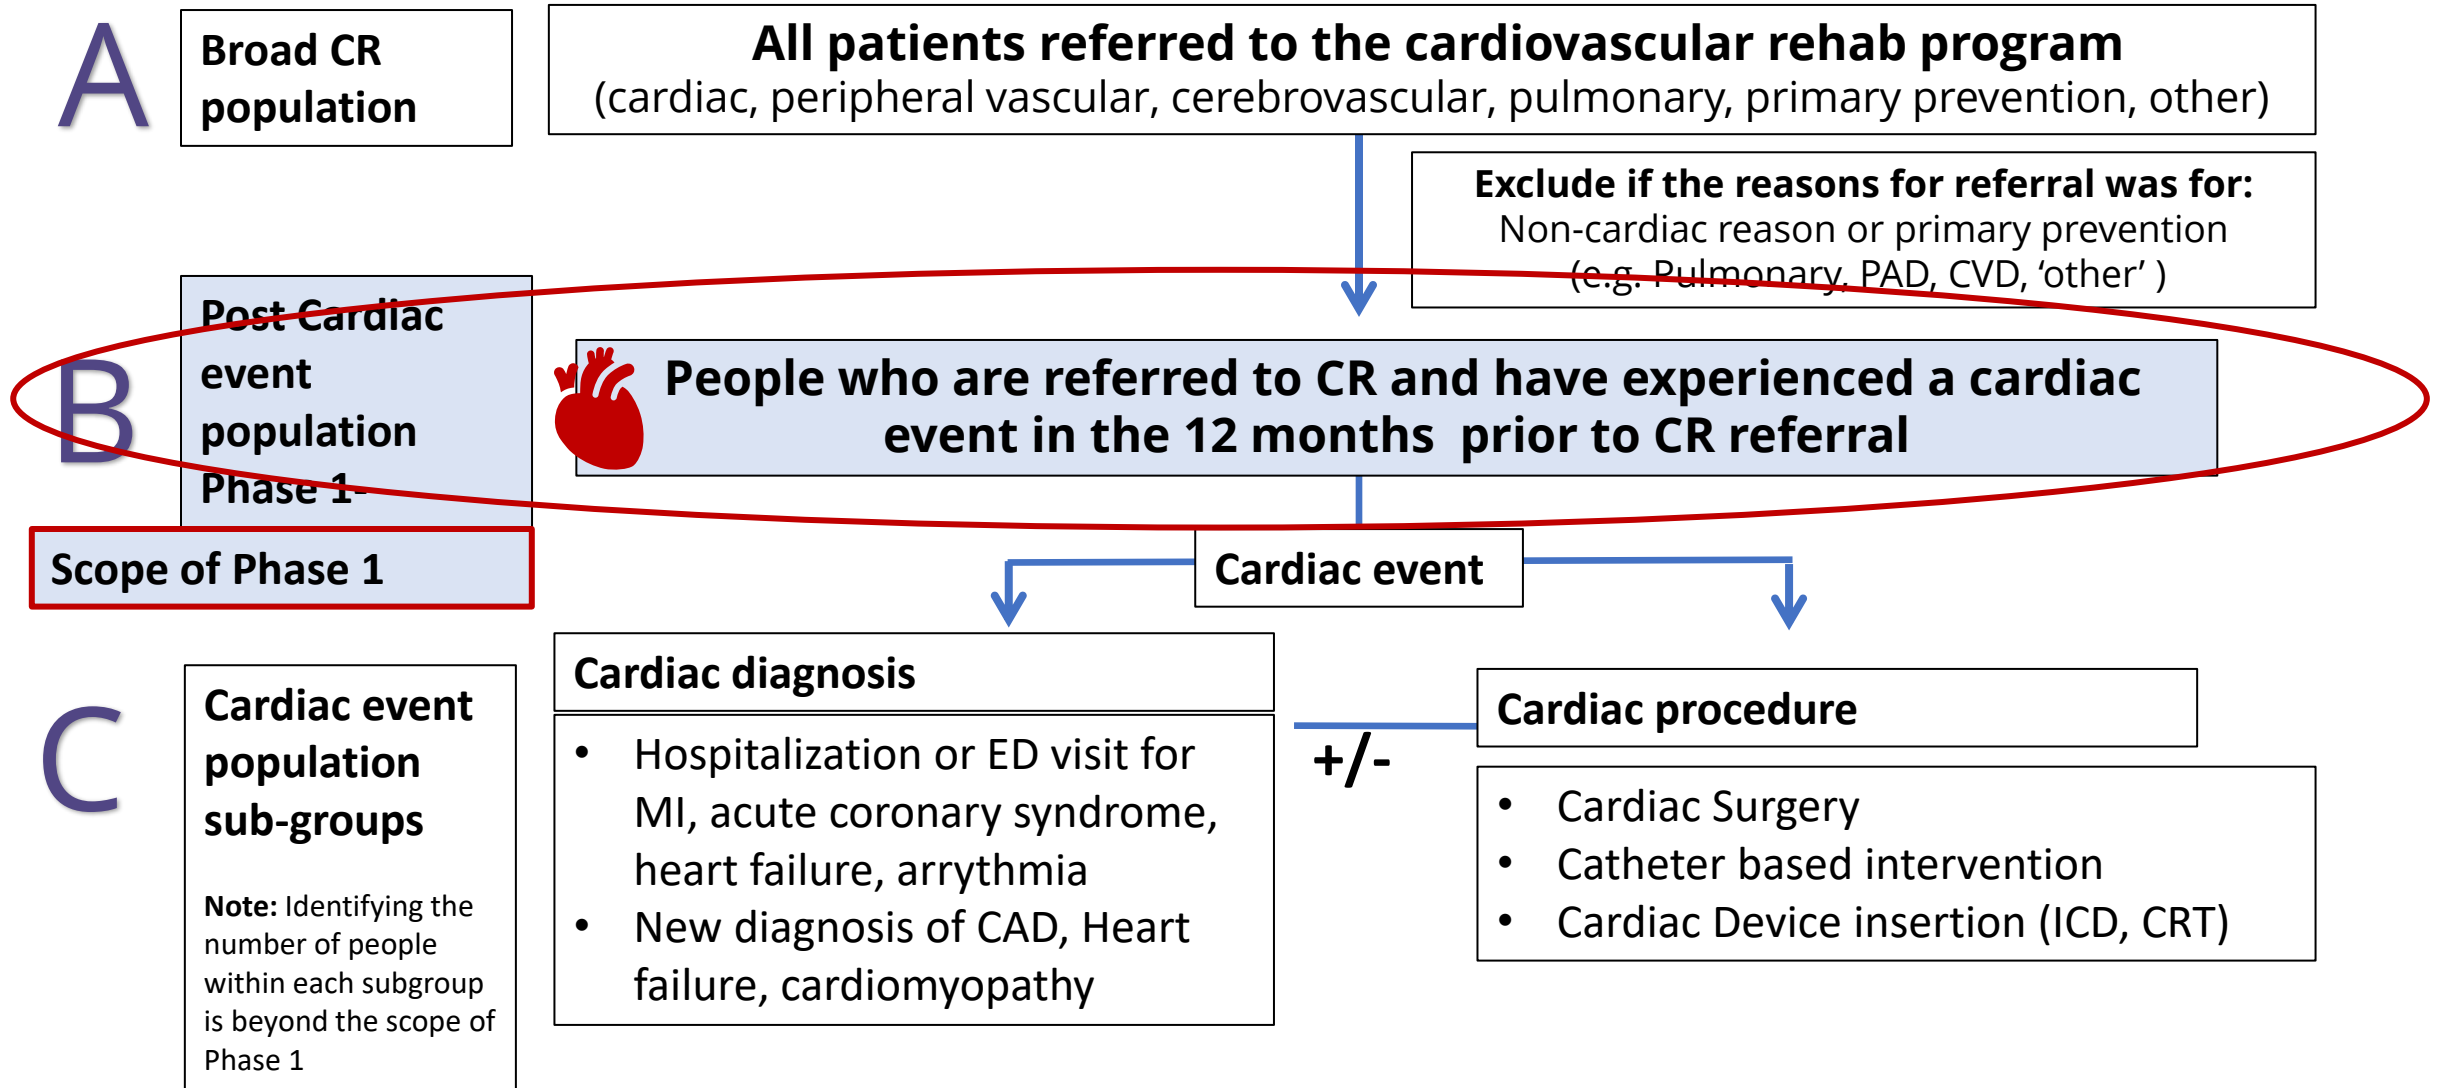 A
Broad CR
population
All patients referred to the cardiovascular rehab program
(cardiac, peripheral vascular, cerebrovascular, pulmonary, primary prevention, other)
Exclude if the reasons for referral was for:
Non-cardiac reason or primary prevention
(e.g. Pulmonary, PAD, CVD, ‘other’ )
B
Post Cardiac
event
population
Phase 1-
Scope of Phase 1
People who are referred to CR and have experienced a cardiac
event in the 12 months  prior to CR referral
Cardiac event
C
Cardiac event
population
sub-groups
Note: Identifying the
number of people
within each subgroup
is beyond the scope of
Phase 1
Cardiac diagnosis
• Hospitalization or ED visit for
MI, acute coronary syndrome,
heart failure, arrythmia
• New diagnosis of CAD, Heart
failure, cardiomyopathy
+/-
Cardiac procedure
• Cardiac Surgery
• Catheter based intervention
• Cardiac Device insertion (ICD, CRT)